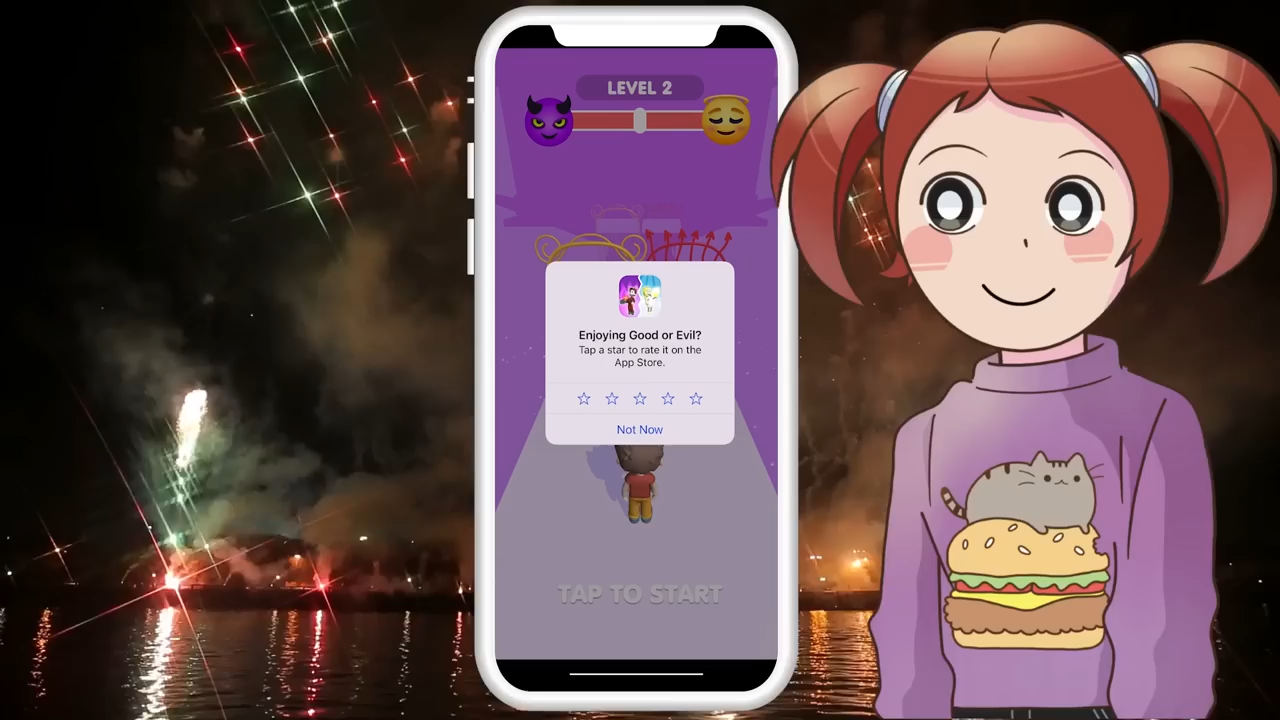 LEVEL 2
Enjoying Good or Evil?
Tap a star to rate it on the
App Store.
Not Now
TAP TO START